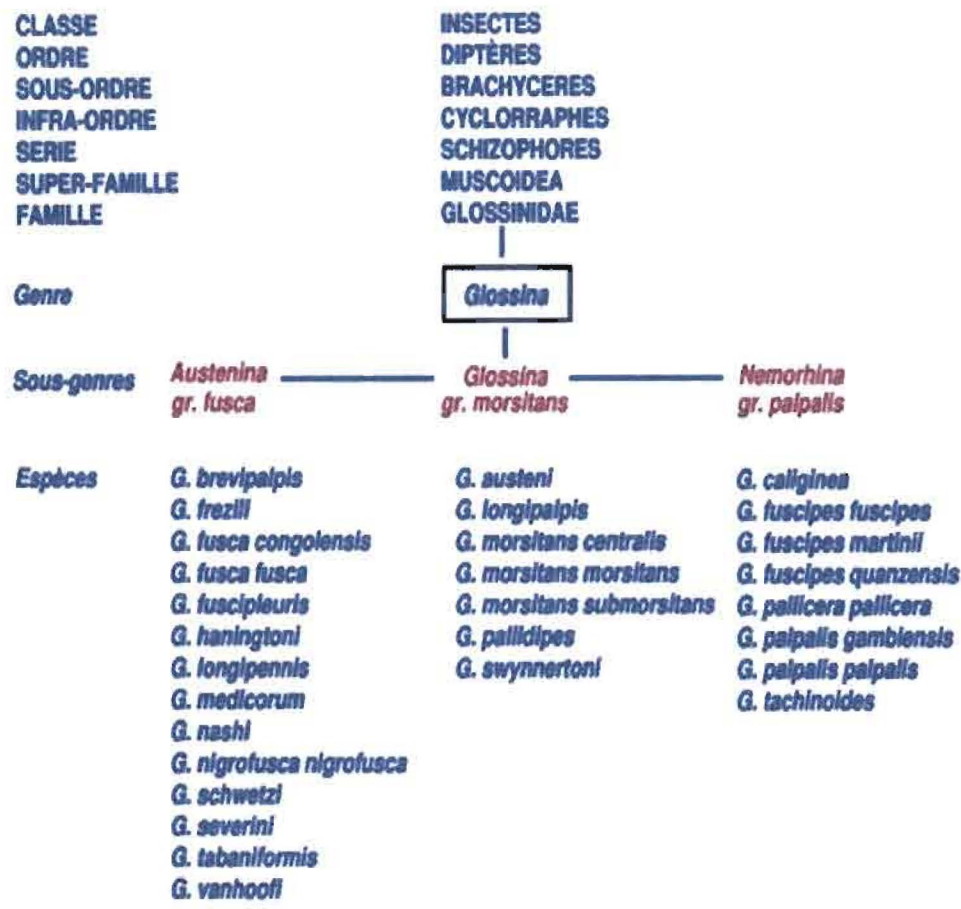 CLASSE INSECTES
ORDRE DIPTÈRES
SOUS-ORDRE BRACHYCERES
INFRA-ORDRE CYCLORRAPHES
SERIE SCHIZOPHORES
SUPER-FAMILLE MUSCOIDEA
FAMILLE GLOSSINIDAE
Genre Glossina
Sous-genres Austenina Glossina Nemorhina
gr. fusca gr. morsitans gr. palpalis
Espèces G. brevipalpis G. austeni G. caliginea
G. frezili G. longipalpis G. fuscipes fuscipes
G. fusca congolensis G. morsitans centralis G. fuscipes martinii
G. fusca fusca G. morsitans morsitans G. fuscipes quanzensis
G. fuscipleuris G. morsitans submorsitans G. pallicera pallicera
G. haningtoni G. pallidipes G. palpalis gambiensis
G. longipennis G. swynnertoni G. palpalis palpalis
G. medicorum G. tachinoides
G. nashi
G. nigrofusca nigrofusca
G. schwetzi
G. severini
G. tabaniformis
G. vanhoofi